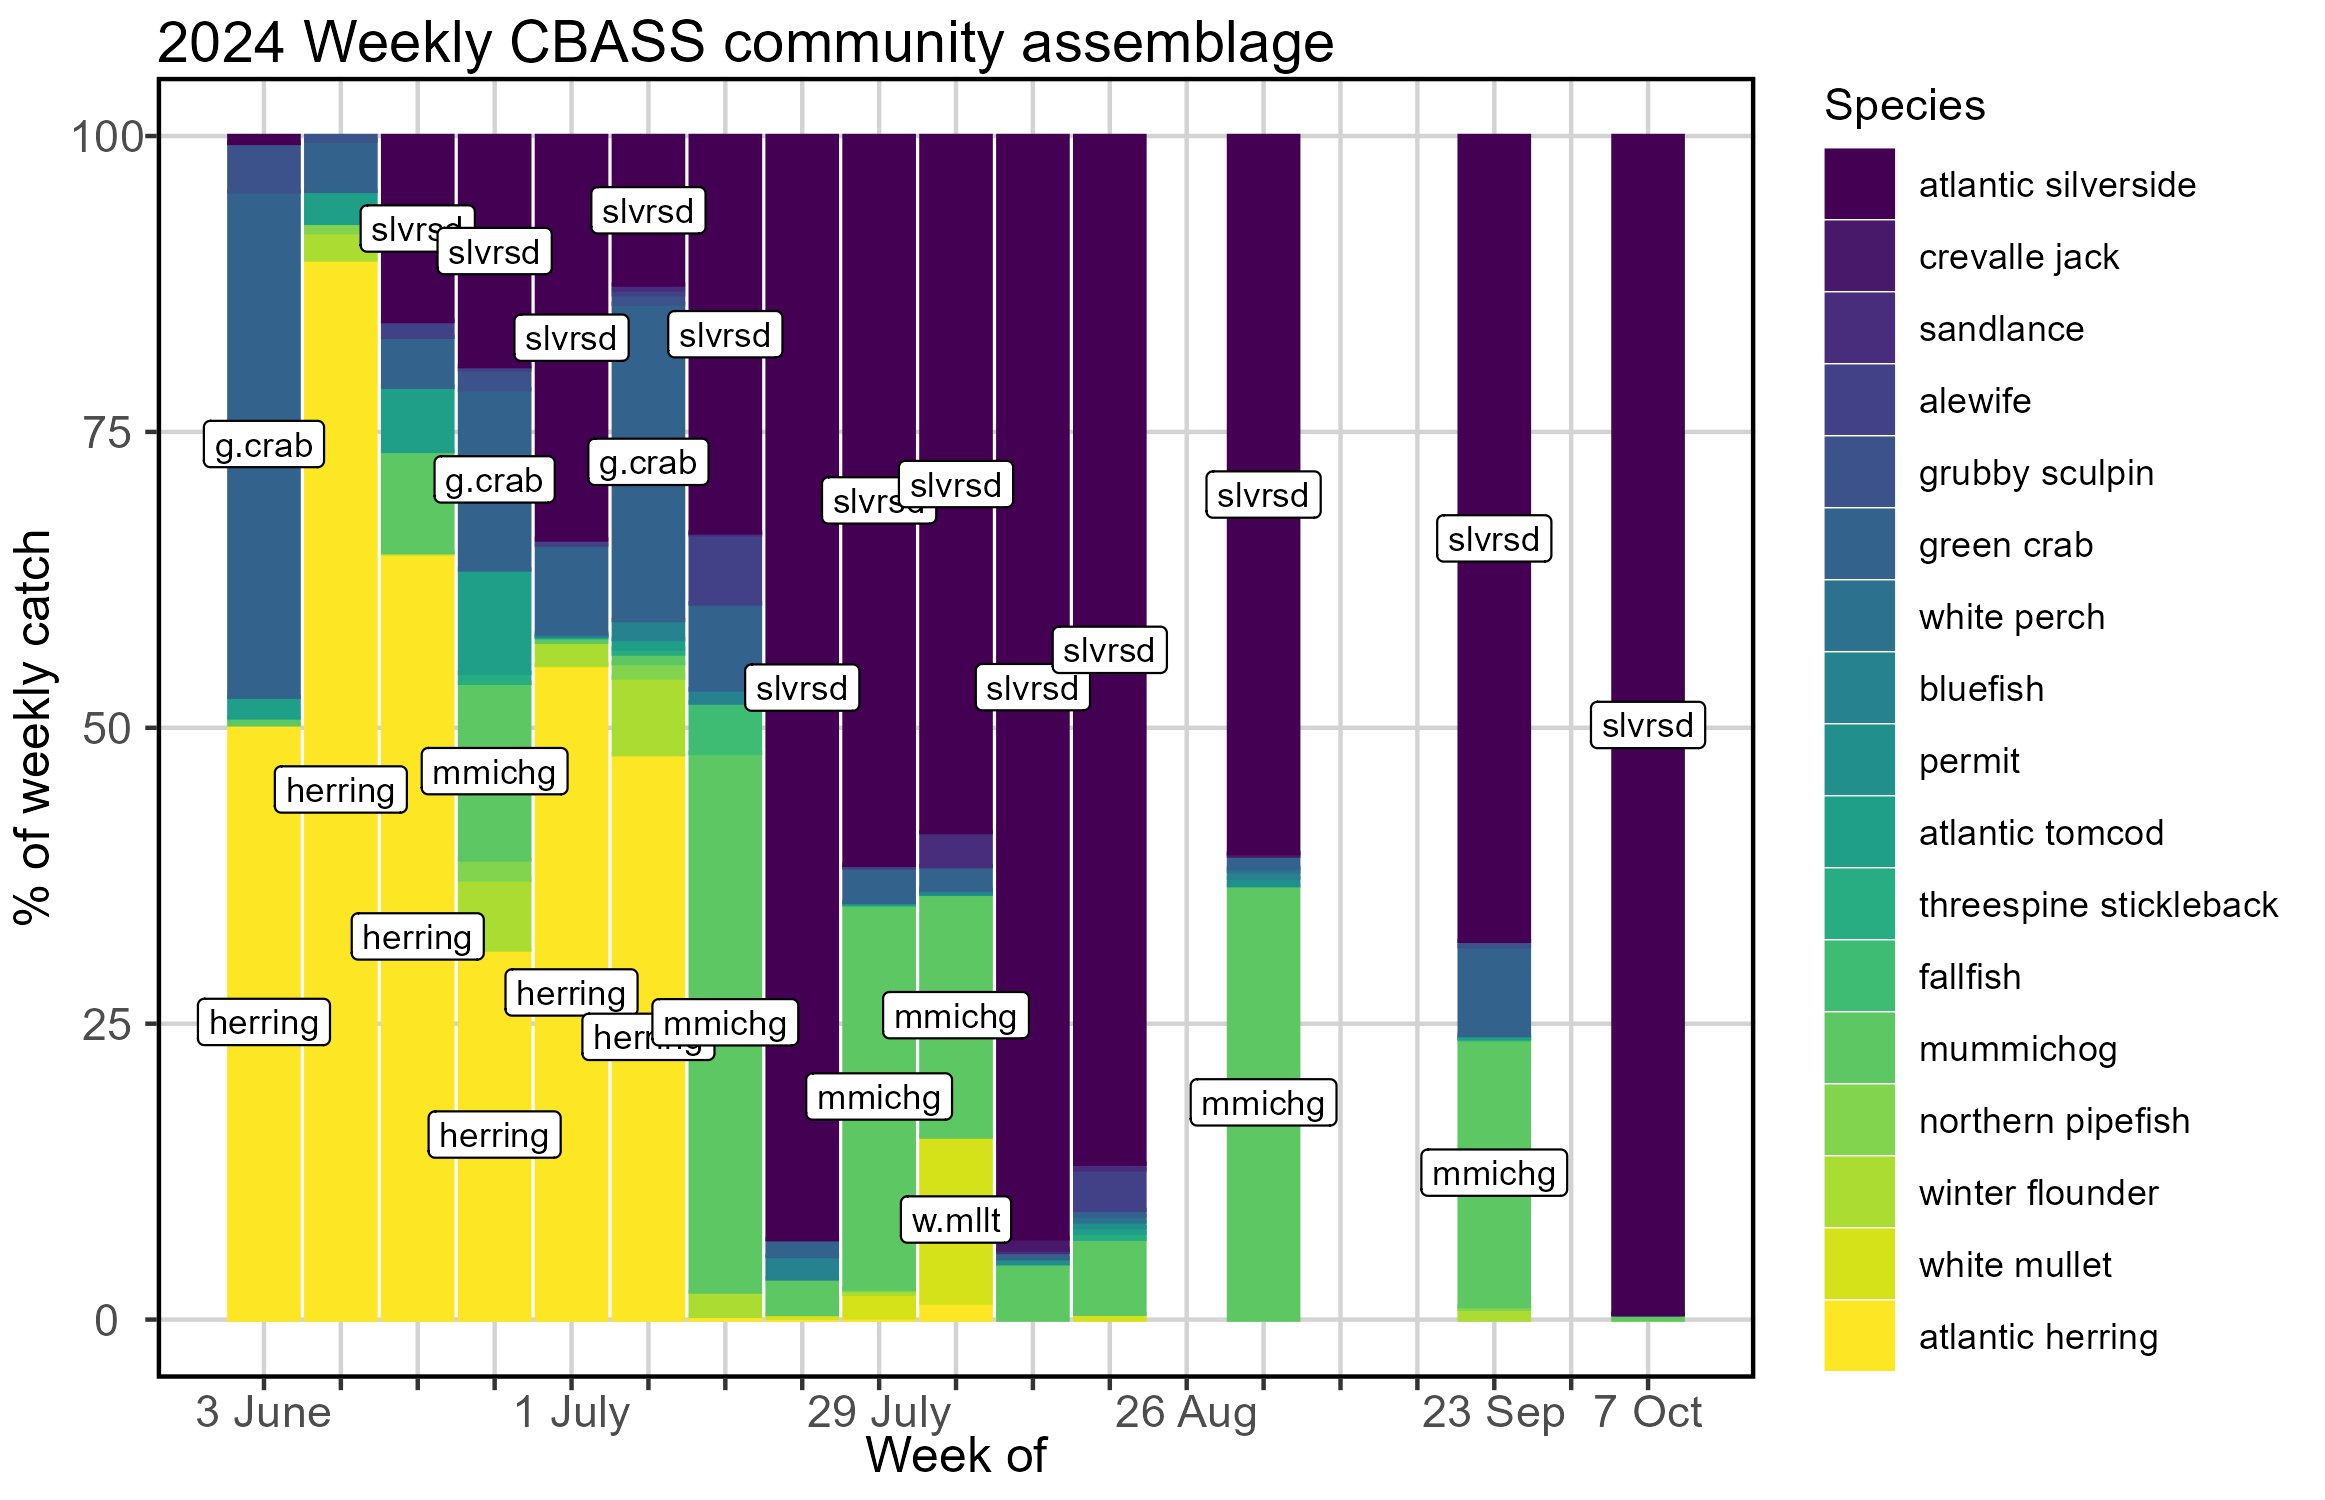 2024 Weekly CBASS community assemblage
% of weekly catch
100
75
50
25
0
slvrsd
slvrsd
slvrsd
slvrsd
slvrsd
g.crab
g.crab
g.crab
slvrsd
slvrsd
slvrsd
slvrsd
slvrsd
slvrsd
slvrsd
slvrsd
slvrsd
herring
mmichg
herring
herring
herring
herring
mmichg
herring
mmichg
mmichg
mmichg
mmichg
w.mllt
3 June
1 July
29 July
26 Aug
23 Sep
7 Oct
Week of
Species
atlantic silverside
crevalle jack
sandlance
alewife
grubby sculpin
green crab
white perch
bluefish
permit
atlantic tomcod
threespine stickleback
fallfish
mummichog
northern pipefish
winter flounder
white mullet
atlantic herring